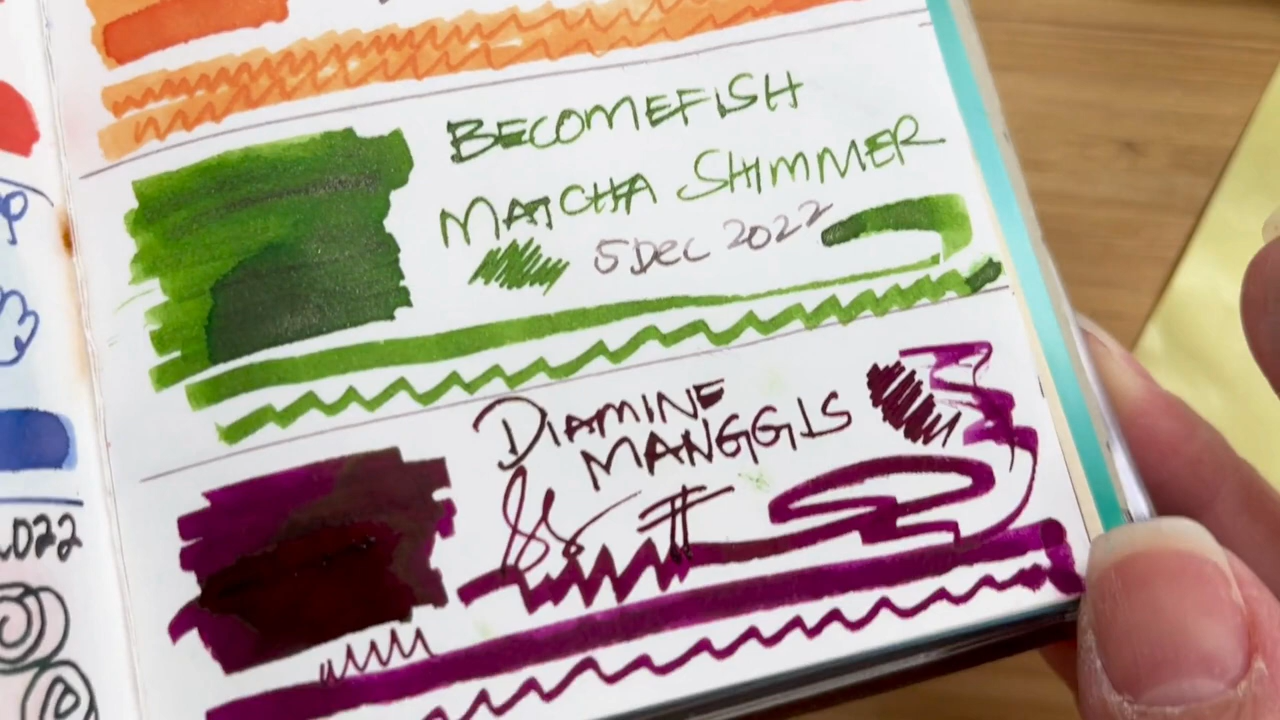 BECOMEFISH
MATCHA SHIMMER
5 Dec 2022
DIAMINE
MANGGIS